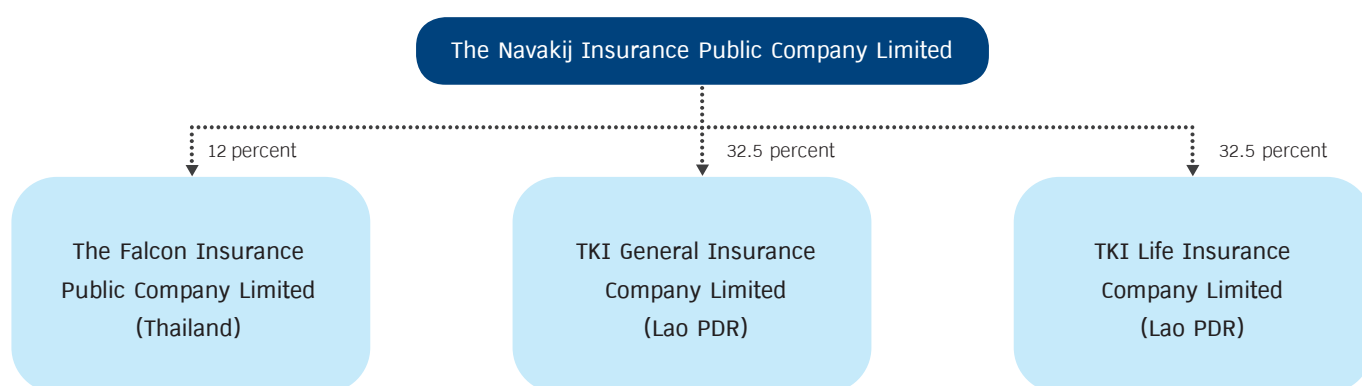 The Navakij Insurance Public Company Limited
12 percent
32.5 percent
32.5 percent
The Falcon Insurance
Public Company Limited
(Thailand)
TKI General Insurance
Company Limited
(Lao PDR)
TKI Life Insurance
Company Limited
(Lao PDR)